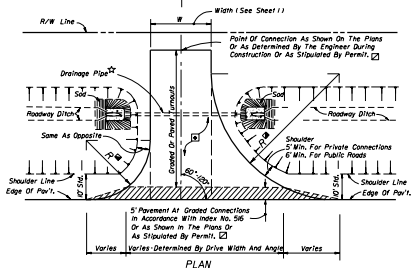 W
Width (See Sheet 1)
R/W Line
Point Of Connection As Shown On The Plans
Or As Determined By The Engineer During
Construction Or As Stipulated By Permit.
Drainage Pipe
Sod
Sod
Roadway Ditch
Roadway Ditch
Graded Or Paved Turnouts
Same As Opposite
R
R
Shoulder
5' Min. For Private Connections
6' Min. For Public Roads
60°-120°
Shoulder Line
Shoulder Line
10' Std.
10' Std.
Edge Of Pav't.
Edge Of Pav't.
5' Pavement At Graded Connections
In Accordance With Index No. 516
Or As Shown In The Plans Or
As Stipulated By Permit.
Varies
Varies-Determined By Drive Width And Angle
Varies
PLAN